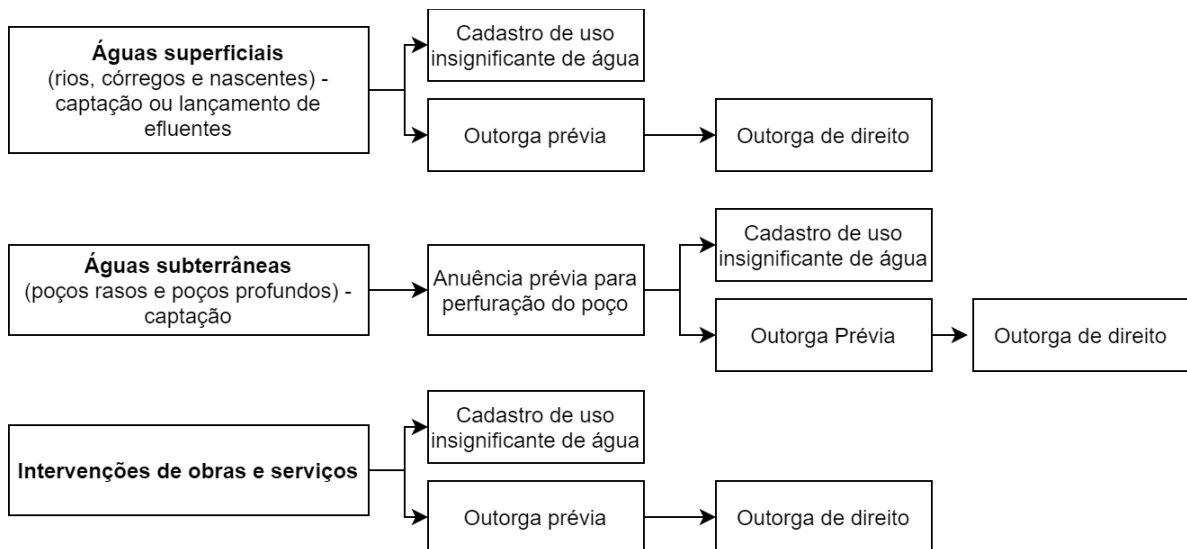 Águas superficiais
(rios, córregos e nascentes) -
captação ou lançamento de
efluentes
Cadastro de uso
insignificante de água
Outorga prévia
Outorga de direito
Águas subterrâneas
(poços rasos e poços profundos) -
captação
Anuência prévia para
perfuração do poço
Cadastro de uso
insignificante de água
Outorga Prévia
Outorga de direito
Intervenções de obras e serviços
Cadastro de uso
insignificante de água
Outorga prévia
Outorga de direito